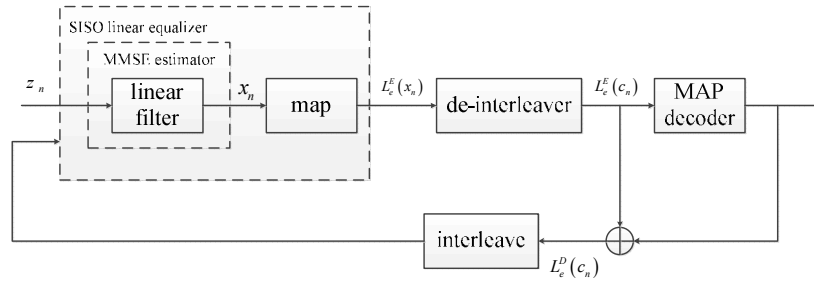 SISO linear equalizer
MMSE estimator
z_n
linear
filter
x_n
map
L_e^E(x_n)
de-interleaver
L_e^E(c_n)
MAP
decoder
interleave
L_e^D(c_n)